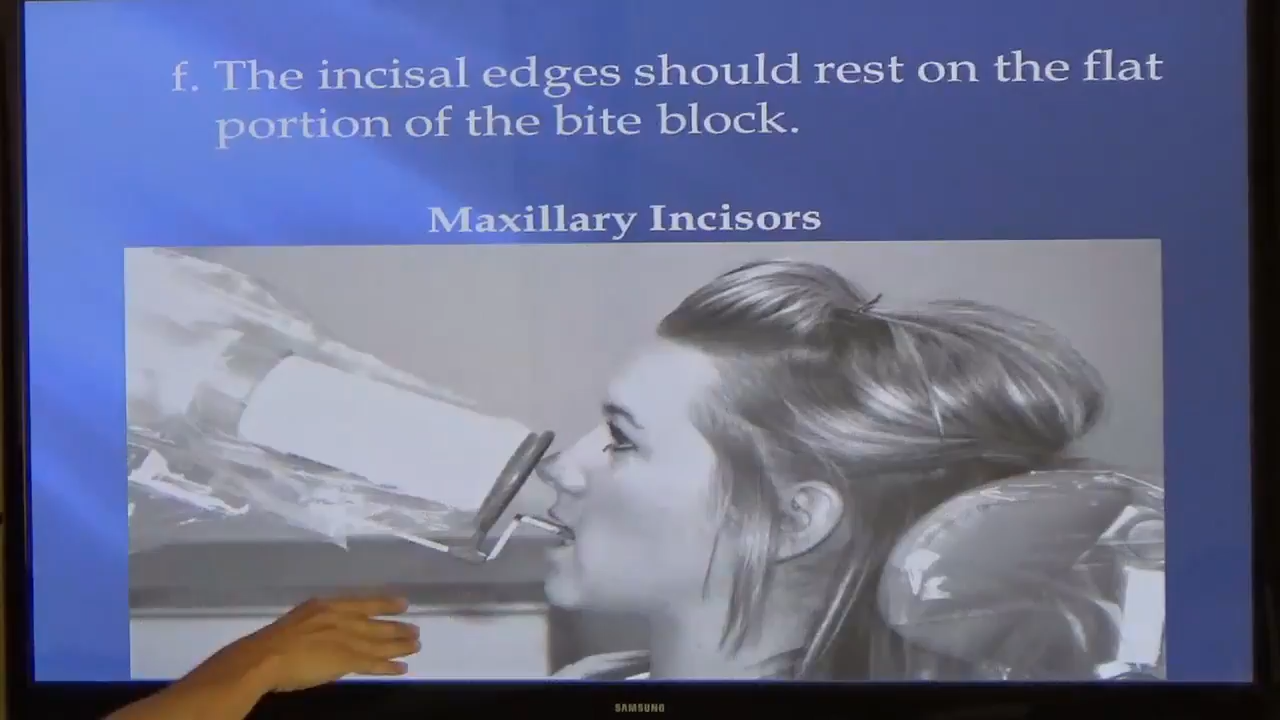 f. The incisal edges should rest on the flat
portion of the bite block.
Maxillary Incisors
SAMSUNG